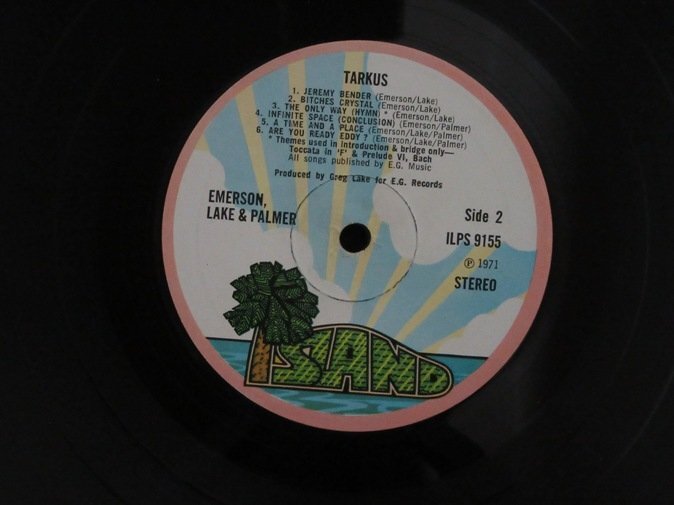 TARKUS
1. JEREMY BENDER (Emerson/Lake)
2. BITCHES CRYSTAL (Emerson/Lake)
3. THE ONLY WAY (HYMN) * (Emerson/Lake)
4. INFINITE SPACE (CONCLUSION) (Emerson/Palmer)
5. A TIME AND A PLACE (Emerson/Lake/Palmer)
6. ARE YOU READY EDDY ? (Emerson/Lake/Palmer)
* Themes used in introduction & bridge only—
Toccata in 'F' & Prelude VI, Bach
All songs published by E.G. Music
Produced by Greg Lake for E.G. Records
EMERSON,
LAKE & PALMER
Side 2
ILPS 9155
℗ 1971
STEREO
ISLAND